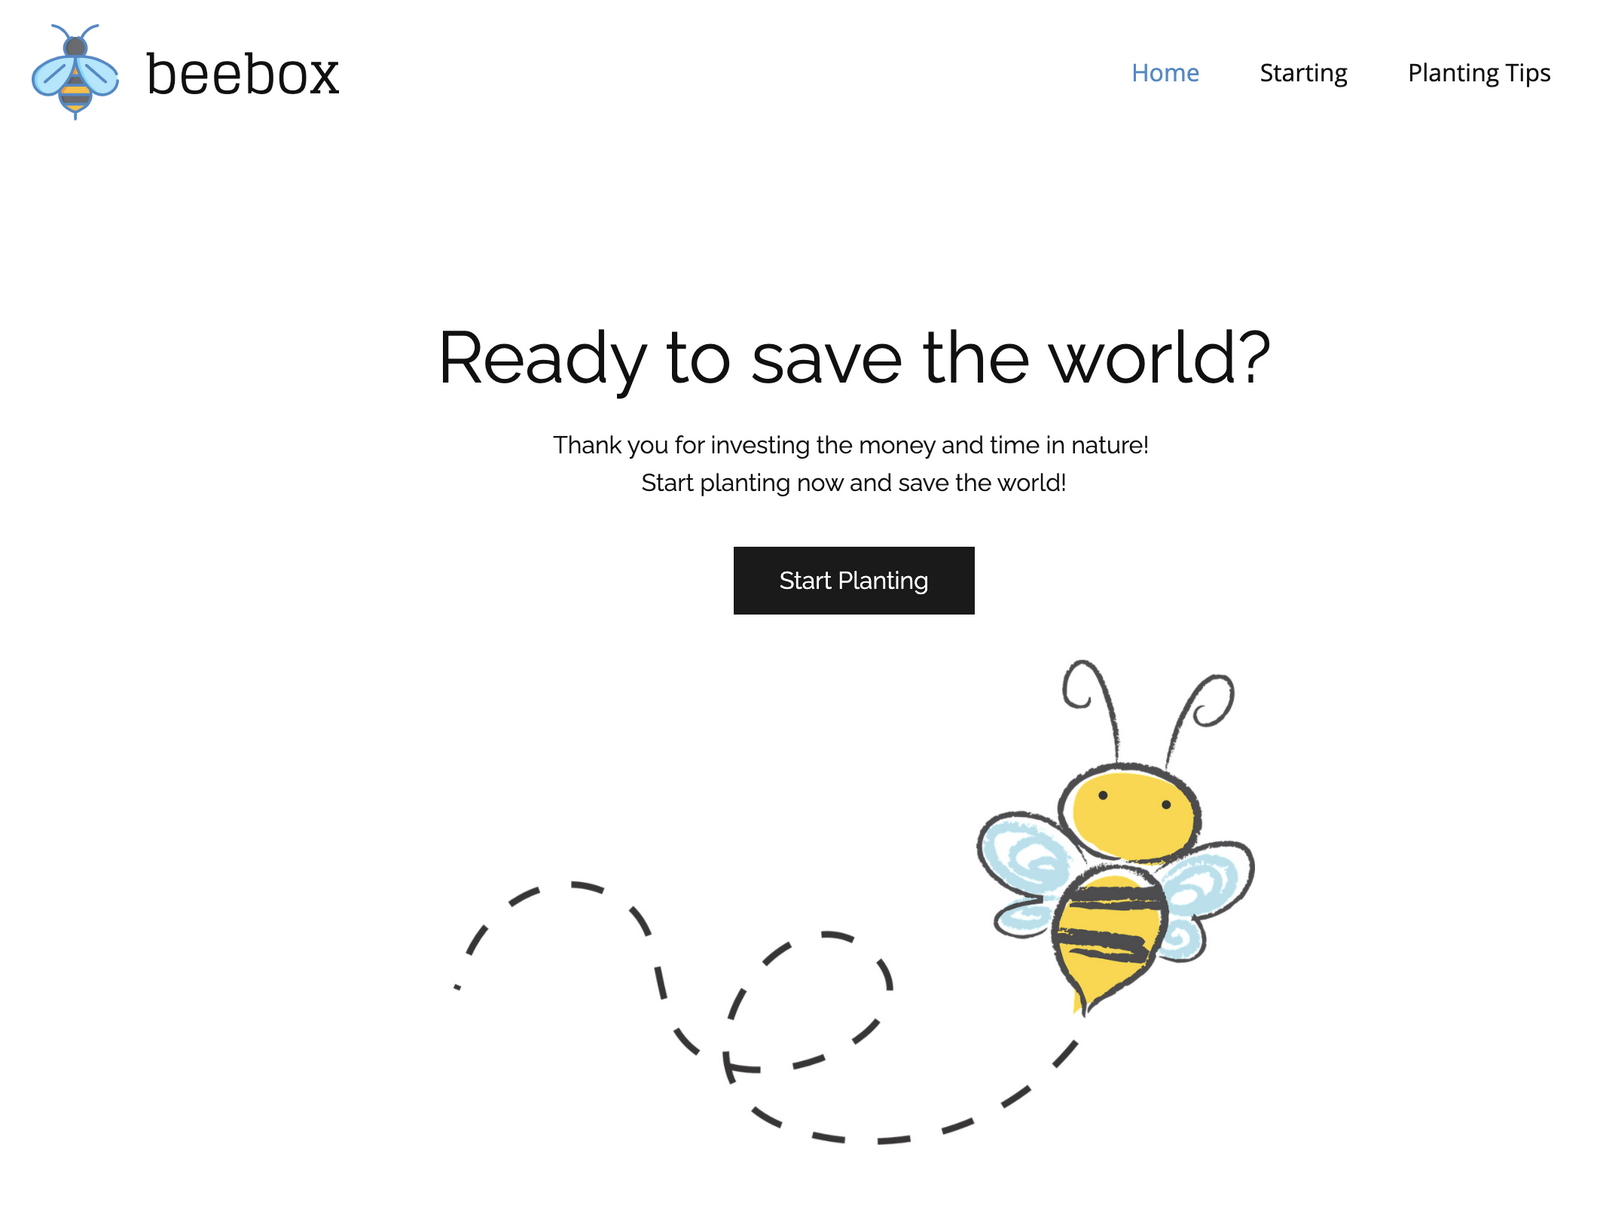 beebox
Home
Starting
Planting Tips
Ready to save the world?
Thank you for investing the money and time in nature!
Start planting now and save the world!
Start Planting